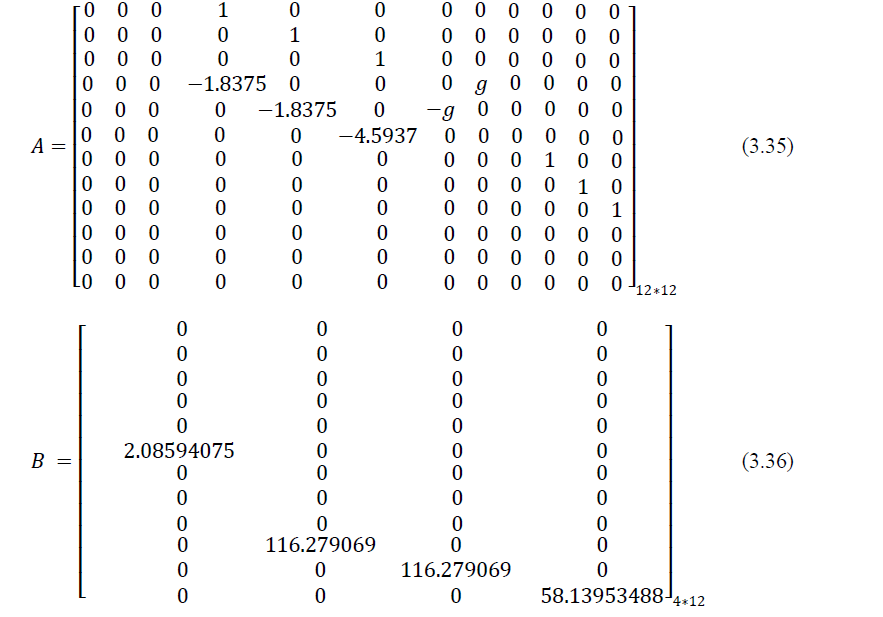 0 0 0 1 0 0 0 0 0 0 0 0
0 0 0 0 1 0 0 0 0 0 0 0
0 0 0 0 0 1 0 0 0 0 0 0
0 0 0 −1.8375 0 0 0 g 0 0 0 0
0 0 0 0 −1.8375 0 −g 0 0 0 0 0
A = 0 0 0 0 0 −4.5937 0 0 0 0 0 0 (3.35)
0 0 0 0 0 0 0 0 0 1 0 0
0 0 0 0 0 0 0 0 0 0 1 0
0 0 0 0 0 0 0 0 0 0 0 1
0 0 0 0 0 0 0 0 0 0 0 0
0 0 0 0 0 0 0 0 0 0 0 0
0 0 0 0 0 0 0 0 0 0 0 0
12∗12
0 0 0 0
0 0 0 0
0 0 0 0
0 0 0 0
0 0 0 0
B = 2.08594075 0 0 0 (3.36)
0 0 0 0
0 0 0 0
0 0 0 0
0 116.279069 0 0
0 0 116.279069 0
0 0 0 58.13953488
4∗12